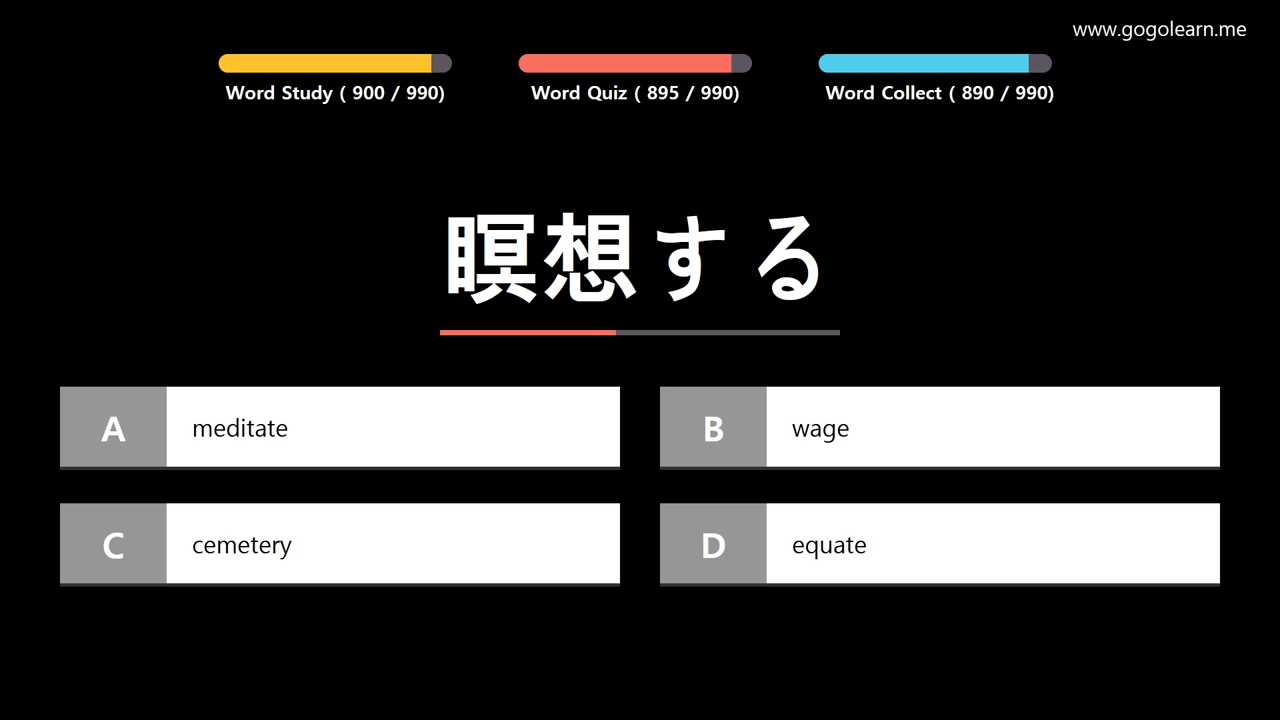 www.gogolearn.me
Word Study ( 900 / 990)
Word Quiz ( 895 / 990)
Word Collect ( 890 / 990)
瞑想する
A meditate
B wage
C cemetery
D equate